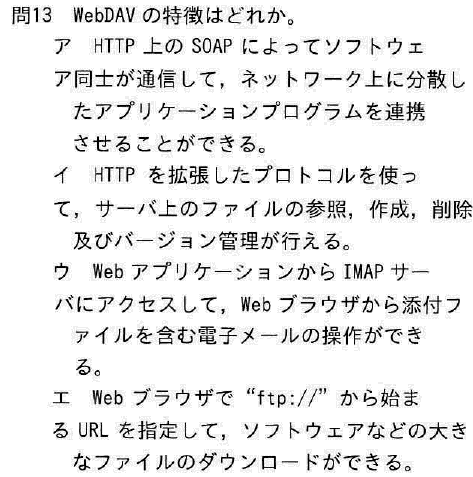 問13 WebDAV の特徴はどれか。
ア HTTP 上の SOAP によってソフトウェ
ア同士が通信して，ネットワーク上に分散し
たアプリケーションプログラムを連携
させることができる。
イ HTTP を拡張したプロトコルを使っ
て，サーバ上のファイルの参照，作成，削除
及びバージョン管理が行える。
ウ Web アプリケーションから IMAP サー
バにアクセスして，Web ブラウザから添付フ
ァイルを含む電子メールの操作ができ
る。
エ Web ブラウザで “ftp://” から始ま
る URL を指定して，ソフトウェアなどの大き
なファイルのダウンロードができる。